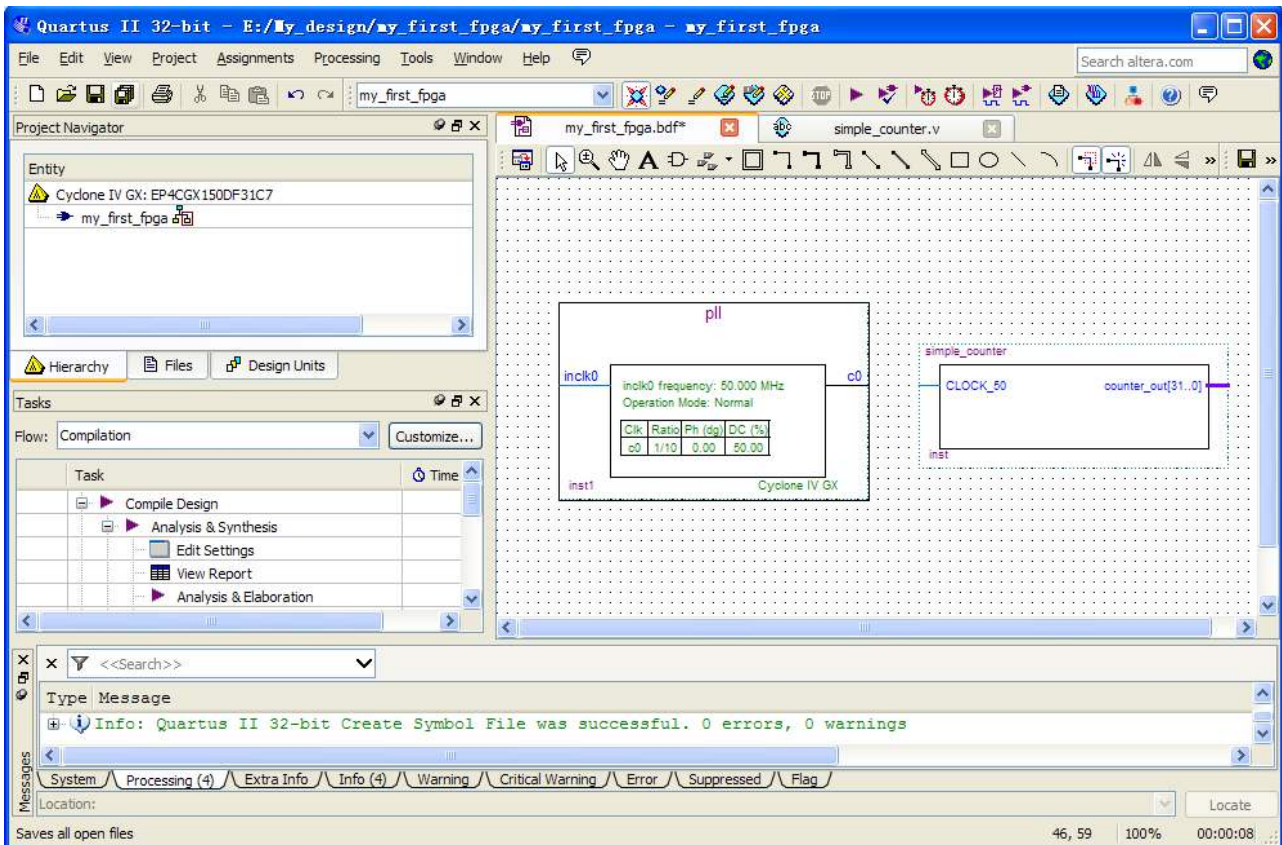 Quartus II 32-bit - E:/My_design/my_first_fpga/my_first_fpga - my_first_fpga
File Edit View Project Assignments Processing Tools Window Help
Search altera.com
my_first_fpga
Project Navigator
Entity
Cyclone IV GX: EP4CGX150DF31C7
my_first_fpga
Hierarchy Files Design Units
Tasks
Flow: Compilation Customize...
Task Time
Compile Design
Analysis & Synthesis
Edit Settings
View Report
Analysis & Elaboration
my_first_fpga.bdf* simple_counter.v
pll
inclk0 c0
inclk0 frequency: 50.000 MHz
Operation Mode: Normal
Clk Ratio Ph (dg) DC (%)
c0 1/10 0.00 50.00
inst1 Cyclone IV GX
simple_counter
CLOCK_50 counter_out[31..0]
inst
<<Search>>
Type Message
Info: Quartus II 32-bit Create Symbol File was successful. 0 errors, 0 warnings
System Processing (4) Extra Info Info (4) Warning Critical Warning Error Suppressed Flag
Messages
Location: Locate
Saves all open files 46, 59 100% 00:00:08